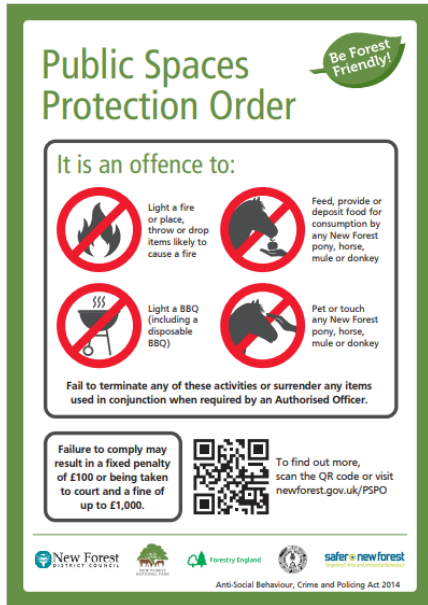 Be Forest
Friendly!
Public Spaces
Protection Order
It is an offence to:
Light a fire
or place,
throw or drop
items likely to
cause a fire
Feed, provide or
deposit food for
consumption by
any New Forest
pony, horse,
mule or donkey
Light a BBQ
(including a
disposable
BBQ)
Pet or touch
any New Forest
pony, horse,
mule or donkey
Fail to terminate any of these activities or surrender any items
used in conjunction when required by an Authorised Officer.
Failure to comply may
result in a fixed penalty
of £100 or being taken
to court and a fine of
up to £1,000.
To find out more,
scan the QR code or visit
newforest.gov.uk/PSPO
New Forest
DISTRICT COUNCIL
NEW FOREST
NATIONAL PARK
Forestry England
safer new forest
Targeting Crime and Antisocial Behaviour
Anti-Social Behaviour, Crime and Policing Act 2014